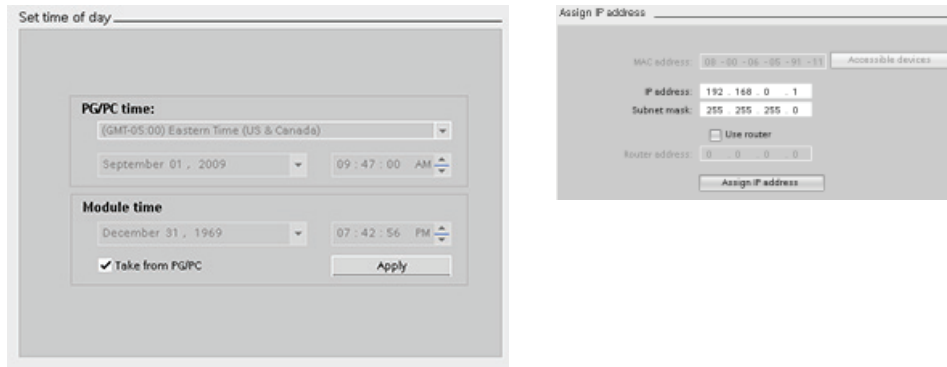 Set time of day
PG/PC time:
(GMT-05:00) Eastern Time (US & Canada)
September 01 , 2009
09 : 47 : 00 AM
Module time
December 31 , 1969
07 : 42 : 56 PM
Take from PG/PC
Apply
Assign IP address
MAC address: 08 -00 -06 -05 -91 -11 Accessible devices
IP address: 192 . 168 . 0 . 1
Subnet mask: 255 . 255 . 255 . 0
Use router
Router address: 0 . 0 . 0 . 0
Assign IP address